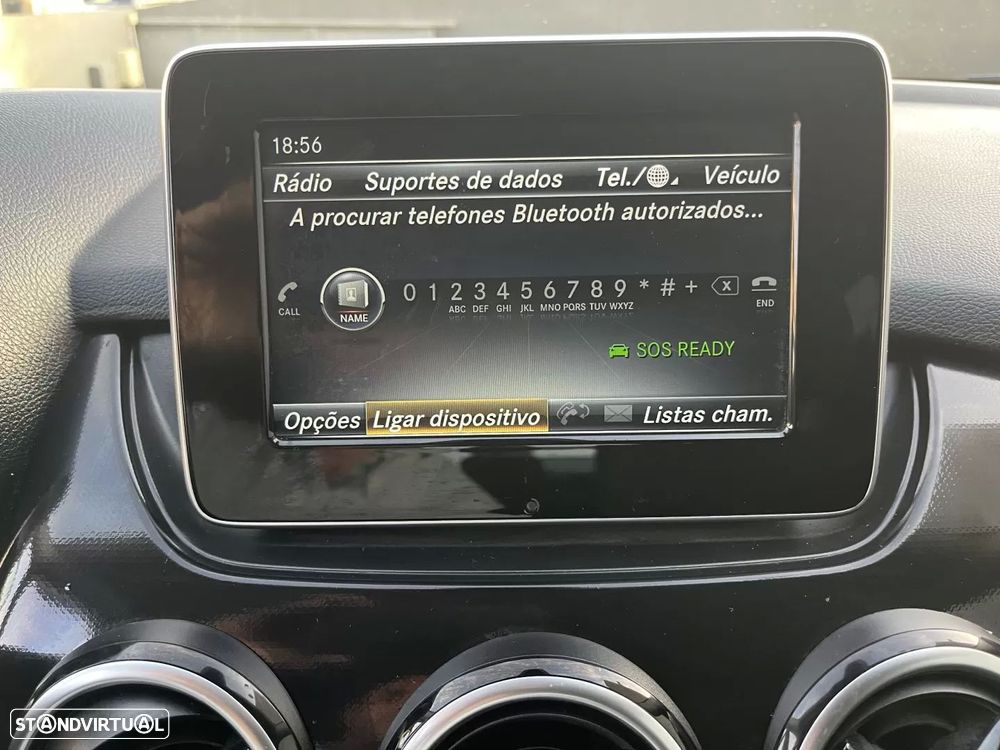 18:56
Rádio Suportes de dados Tel./ Veículo
A procurar telefones Bluetooth autorizados...
CALL NAME 0 1 2 3 4 5 6 7 8 9 * # + X END
ABC DEF GHI JKL MNO PQRS TUV WXYZ
SOS READY
Opções Ligar dispositivo Listas cham.
STANDVIRTUAL